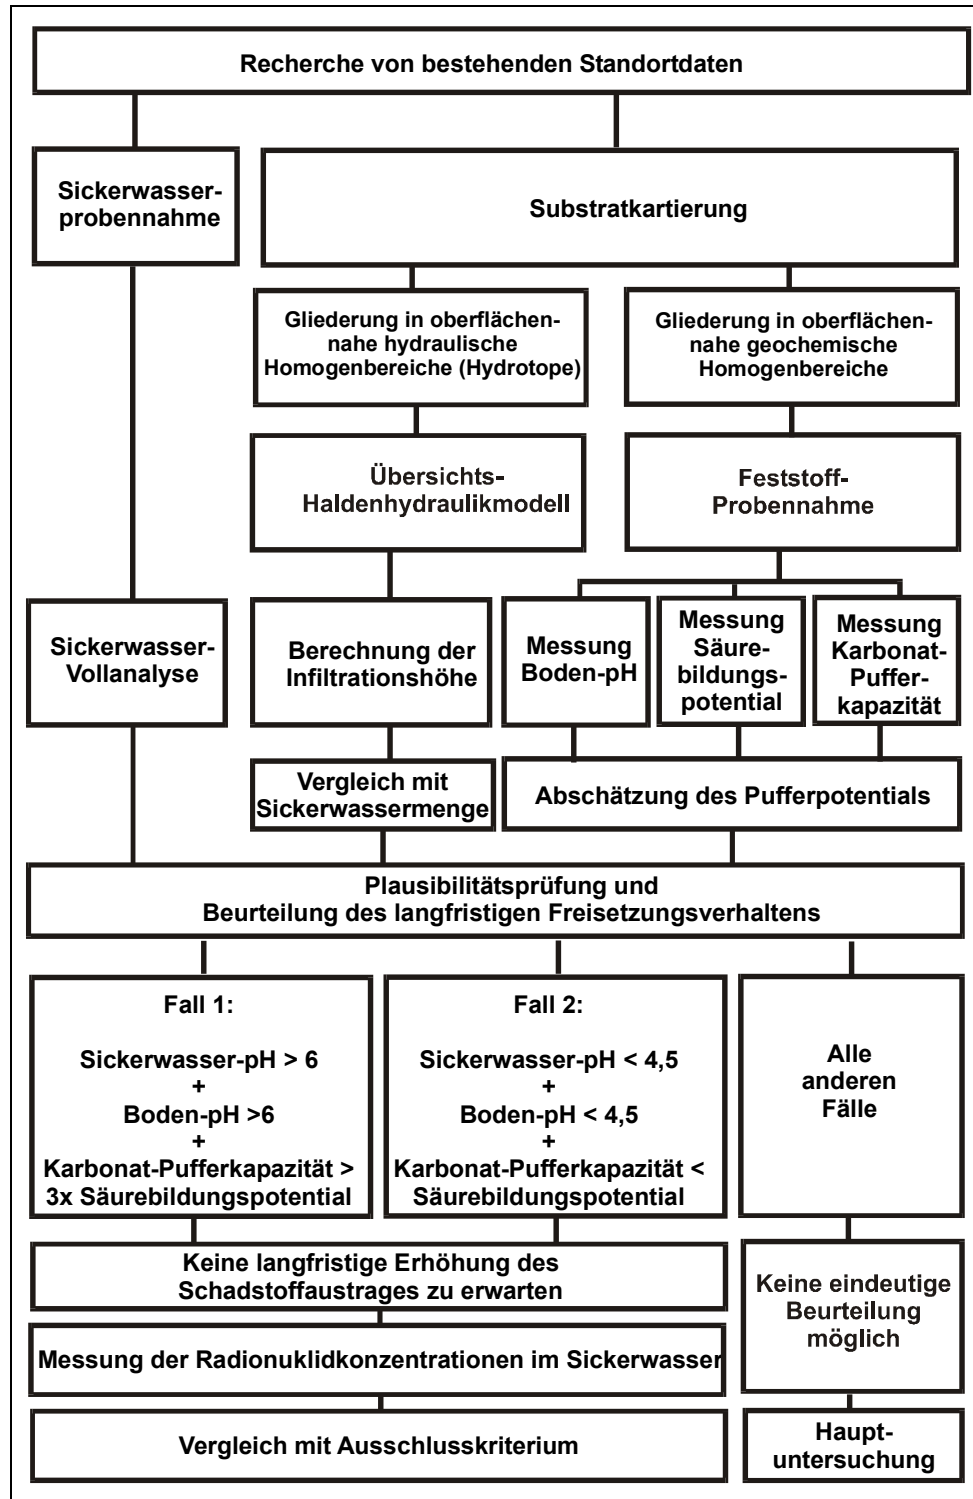 Recherche von bestehenden Standortdaten
Sickerwasser-
probennahme
Substratkartierung
Gliederung in oberflächen-
nahe hydraulische
Homogenbereiche (Hydrotope)
Gliederung in oberflächen-
nahe geochemische
Homogenbereiche
Übersichts-
Haldenhydraulikmodell
Feststoff-
Probennahme
Sickerwasser-
Vollanalyse
Berechnung der
Infiltrationshöhe
Messung
Boden-pH
Messung
Säure-
bildungs-
potential
Messung
Karbonat-
Puffer-
kapazität
Vergleich mit
Sickerwassermenge
Abschätzung des Pufferpotentials
Plausibilitätsprüfung und
Beurteilung des langfristigen Freisetzungsverhaltens
Fall 1:
Sickerwasser-pH > 6
+
Boden-pH >6
+
Karbonat-Pufferkapazität >
3x Säurebildungspotential
Fall 2:
Sickerwasser-pH < 4,5
+
Boden-pH < 4,5
+
Karbonat-Pufferkapazität <
Säurebildungspotential
Alle
anderen
Fälle
Keine langfristige Erhöhung des
Schadstoffaustrages zu erwarten
Keine eindeutige
Beurteilung
möglich
Messung der Radionuklidkonzentrationen im Sickerwasser
Vergleich mit Ausschlusskriterium
Haupt-
untersuchung